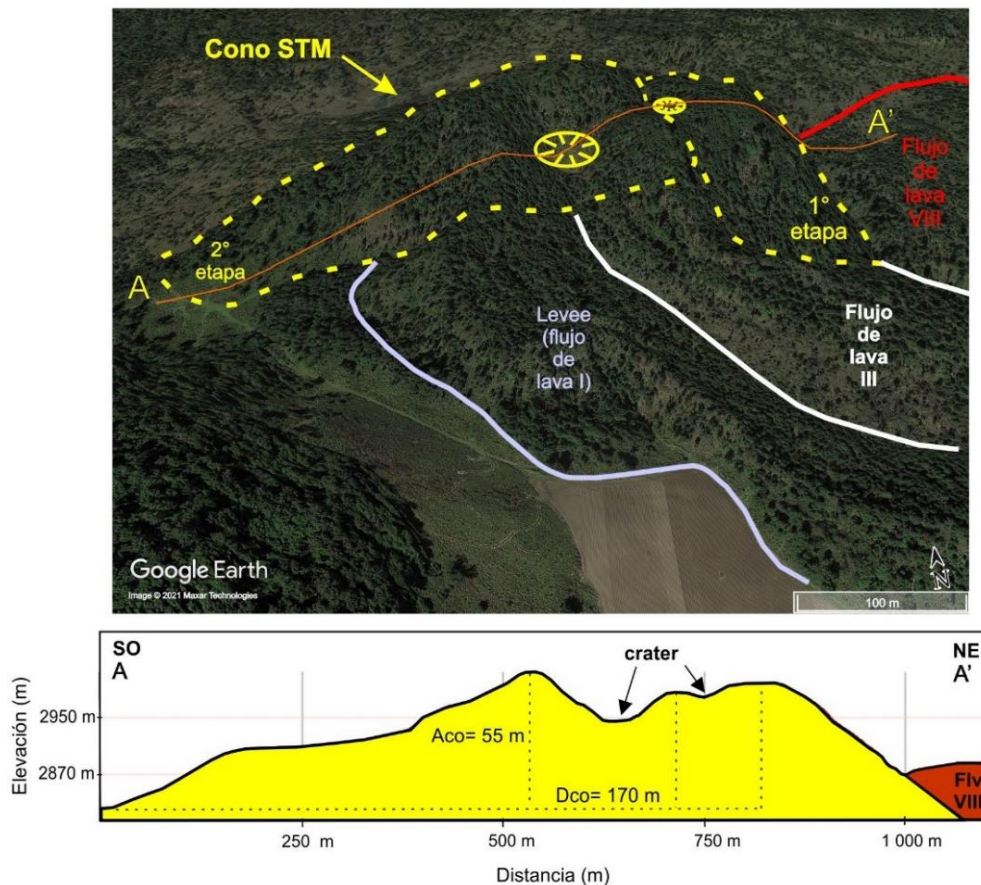 Cono STM
A'
Flujo
de
lava
VIII
1°
etapa
2°
etapa
A
Levee
(flujo
de
lava I)
Flujo
de
lava
III
Google Earth
Image © 2021 Maxar Technologies
N
100 m
SO
A
crater
NE
A'
Elevación (m)
2950 m
2870 m
Aco= 55 m
Dco= 170 m
Flv
VIII
250 m
500 m
750 m
1 000 m
Distancia (m)